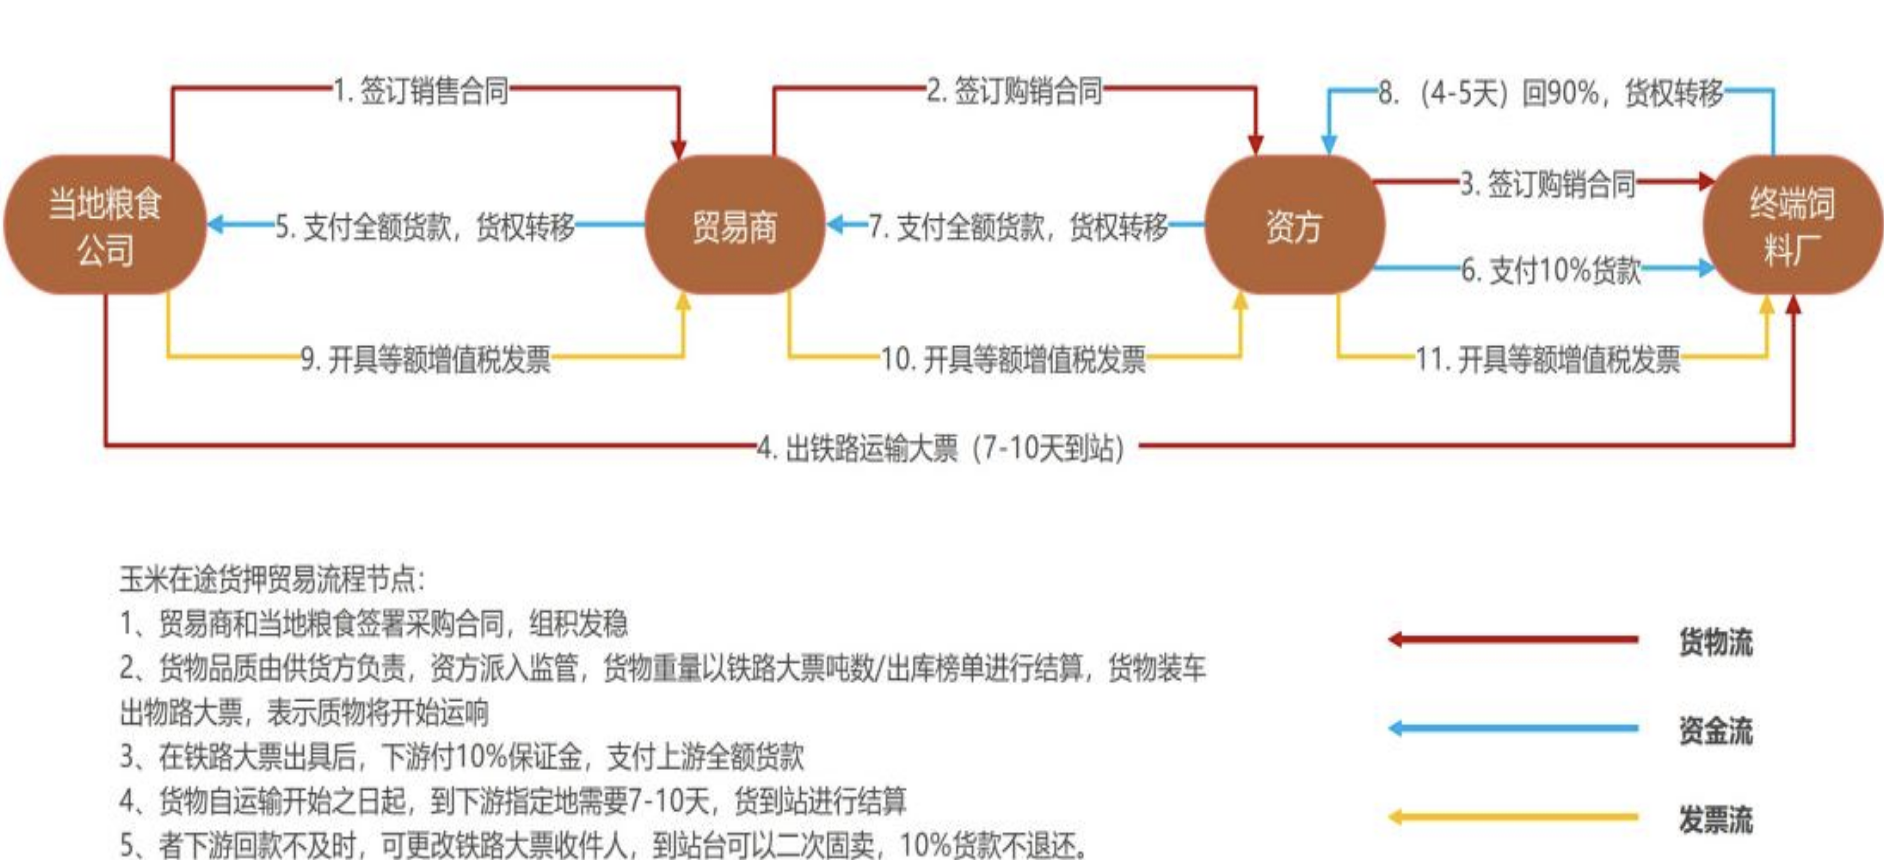 1. 签订销售合同
2. 签订购销合同
8. （4-5天）回90%，货权转移
当地粮食
公司
5. 支付全额货款，货权转移
贸易商
7. 支付全额货款，货权转移
资方
3. 签订购销合同
6. 支付10%货款
终端饲
料厂
9. 开具等额增值税发票
10. 开具等额增值税发票
11. 开具等额增值税发票
4. 出铁路运输大票（7-10天到站）
玉米在途货押贸易流程节点：
1、贸易商和当地粮食签署采购合同，组积发稳
2、货物品质由供货方负责，资方派入监管，货物重量以铁路大票吨数/出库榜单进行结算，货物装车
出物路大票，表示质物将开始运响
3、在铁路大票出具后，下游付10%保证金，支付上游全额货款
4、货物自运输开始之日起，到下游指定地需要7-10天，货到站进行结算
5、者下游回款不及时，可更改铁路大票收件人，到站台可以二次固卖，10%货款不退还。
货物流
资金流
发票流